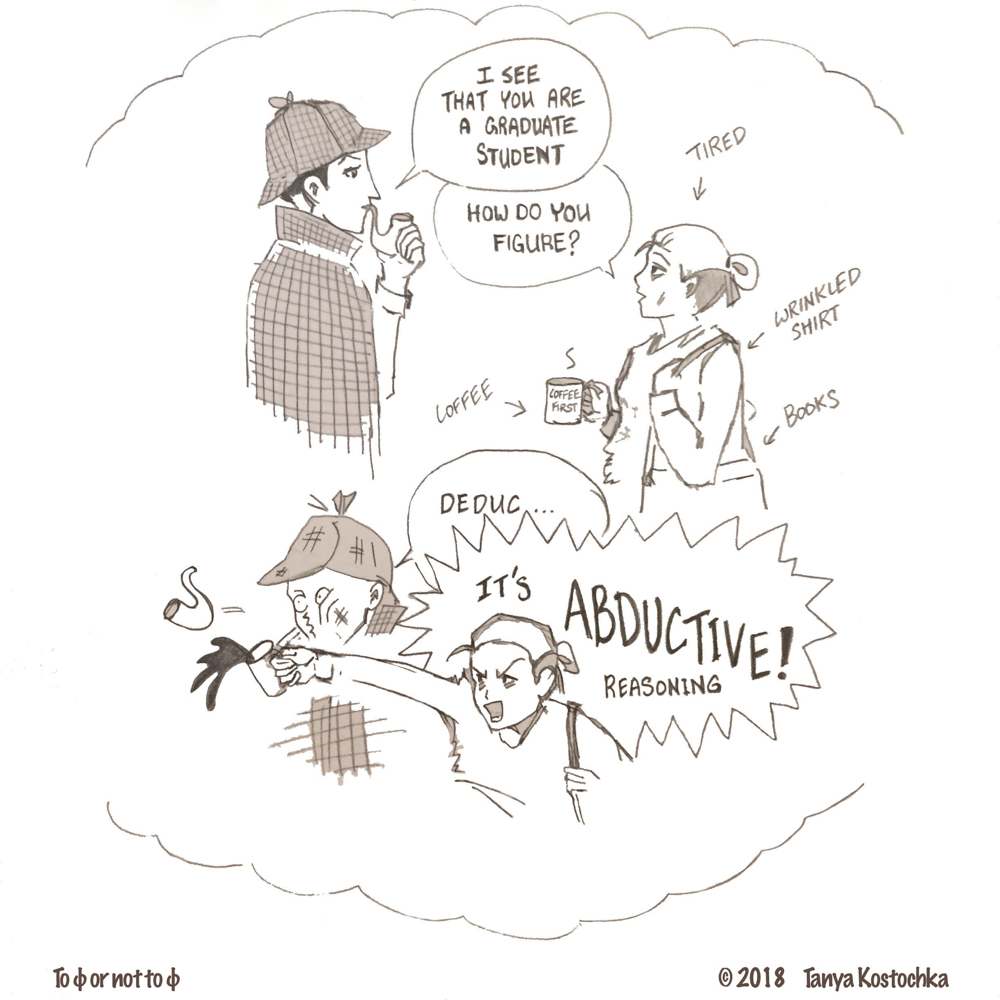 I SEE
THAT YOU ARE
A GRADUATE
STUDENT
HOW DO YOU
FIGURE?
TIRED
WRINKLED
SHIRT
COFFEE
COFFEE
FIRST
BOOKS
DEDUC...
IT'S ABDUCTIVE!
REASONING
To ϕ or not to ϕ
© 2018 Tanya Kostochka